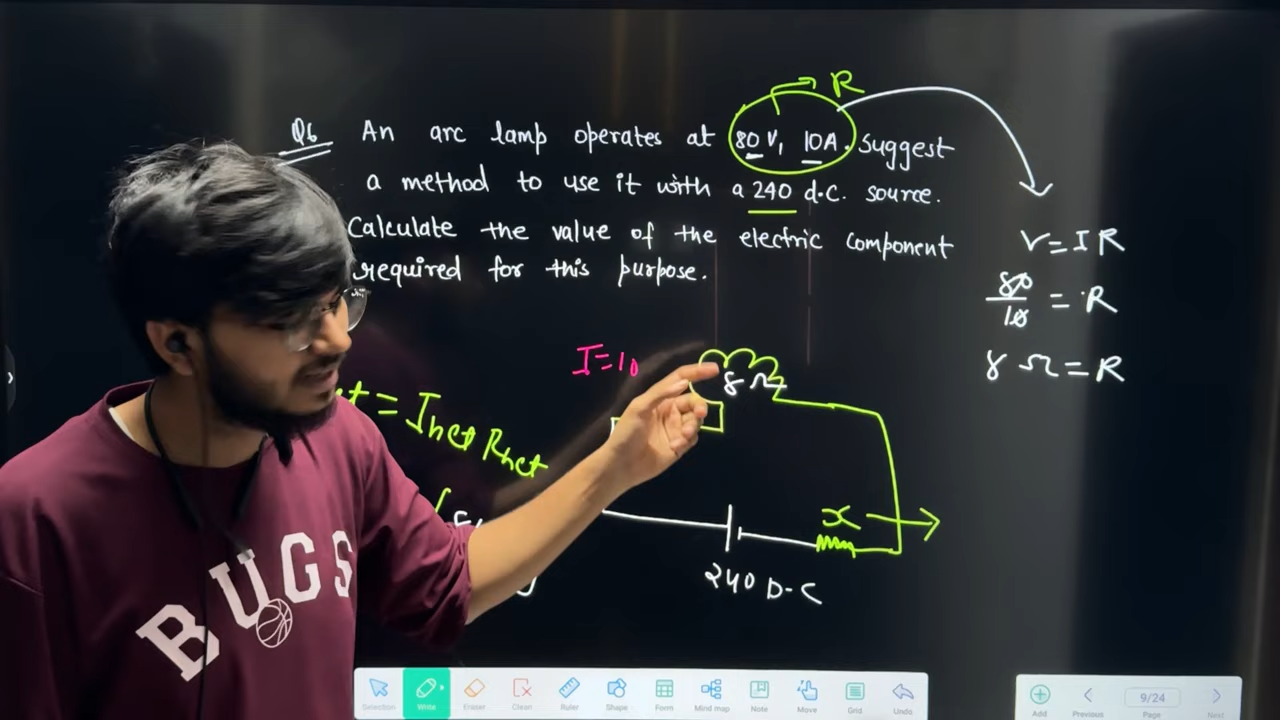 R
Q6 An arc lamp operates at 80 V, 10A. Suggest
a method to use it with a 240 d.c. source.
Calculate the value of the electric component
required for this purpose.
V = I R
80/10 = R
8 Ω = R
I = 10
8 Ω
t = Inet Rnet
x
240 D-C
BUGS
Selection Write Eraser Clean Ruler Shape Form Mind map Note Move Grid Undo
Add Previous 9/24 Page Next